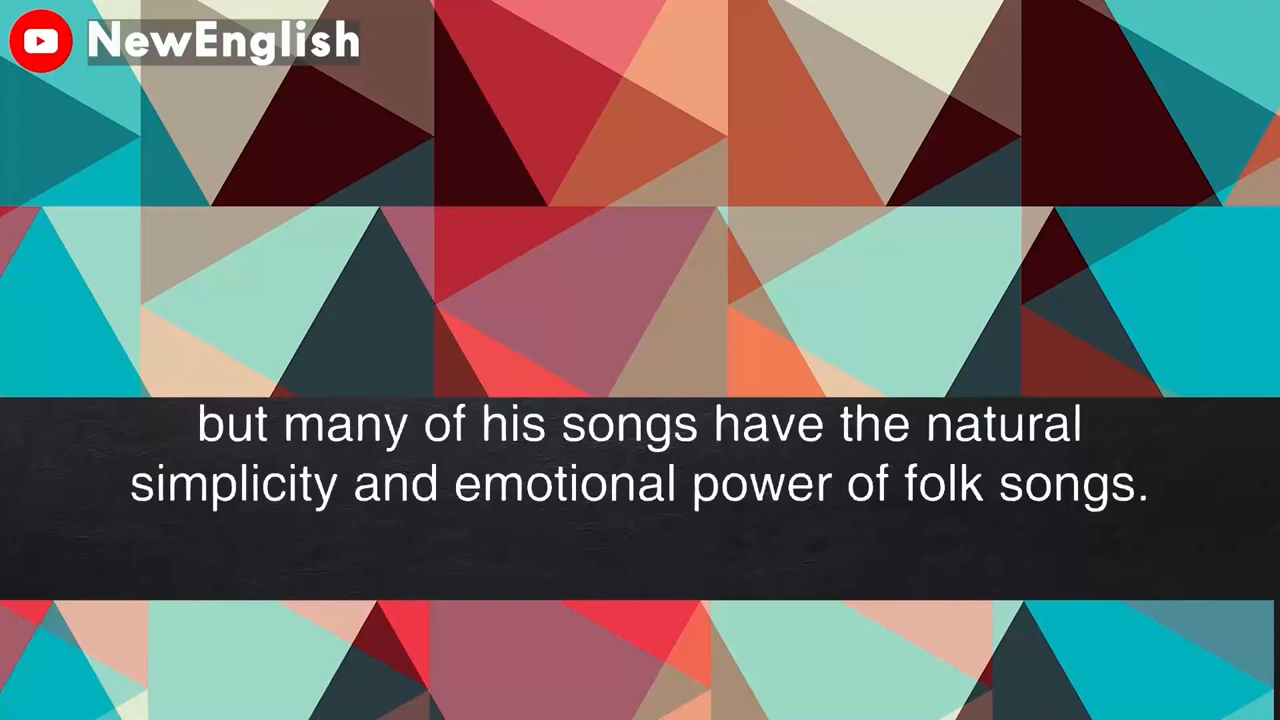 NewEnglish
but many of his songs have the natural
simplicity and emotional power of folk songs.